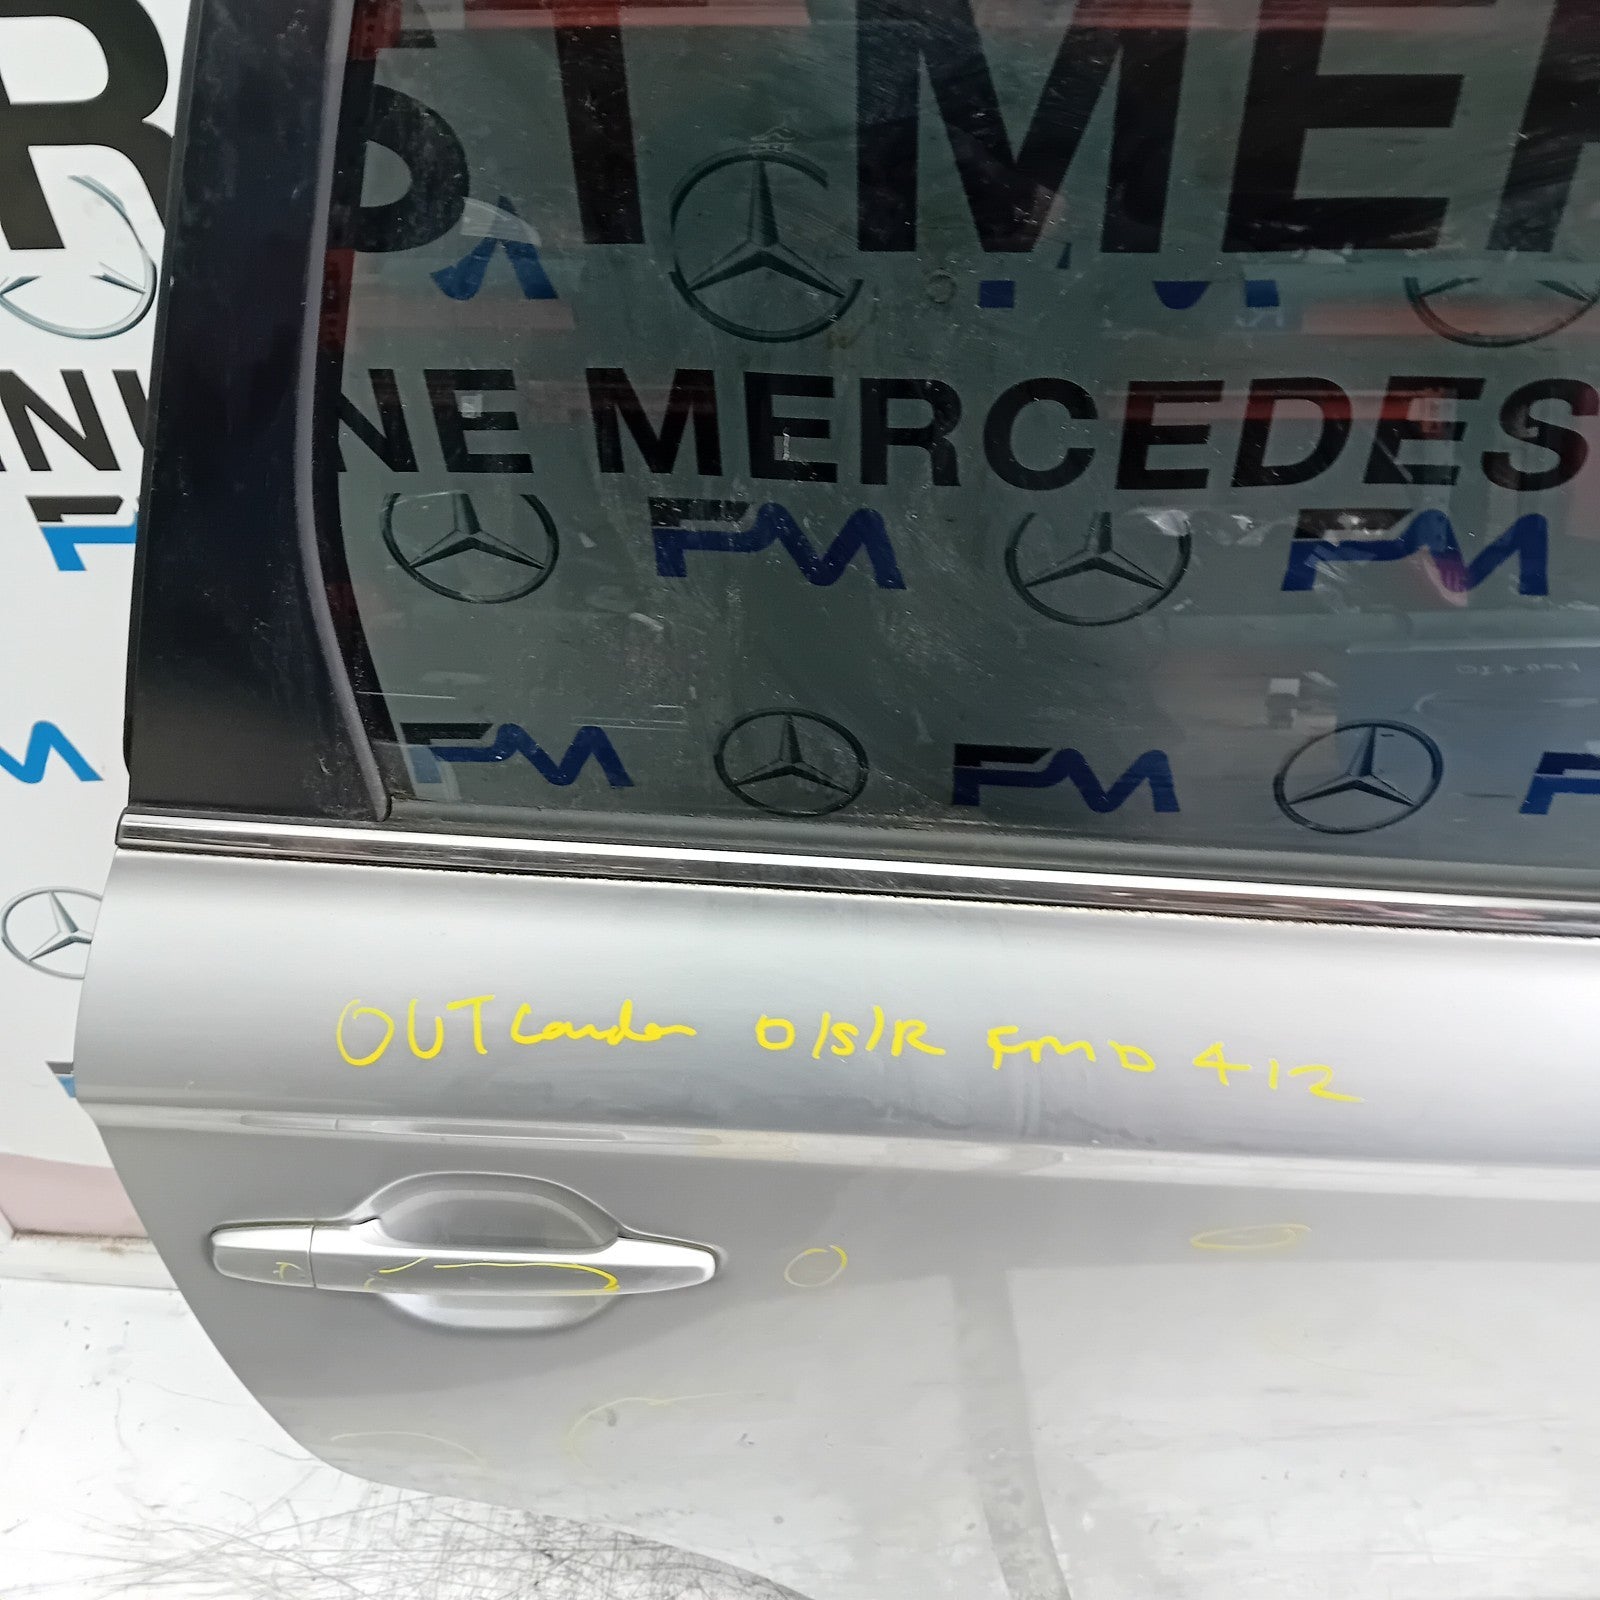 ST MER
NE MERCEDES
FM FM
FM FM
OUTLander O/S/R FMD 412